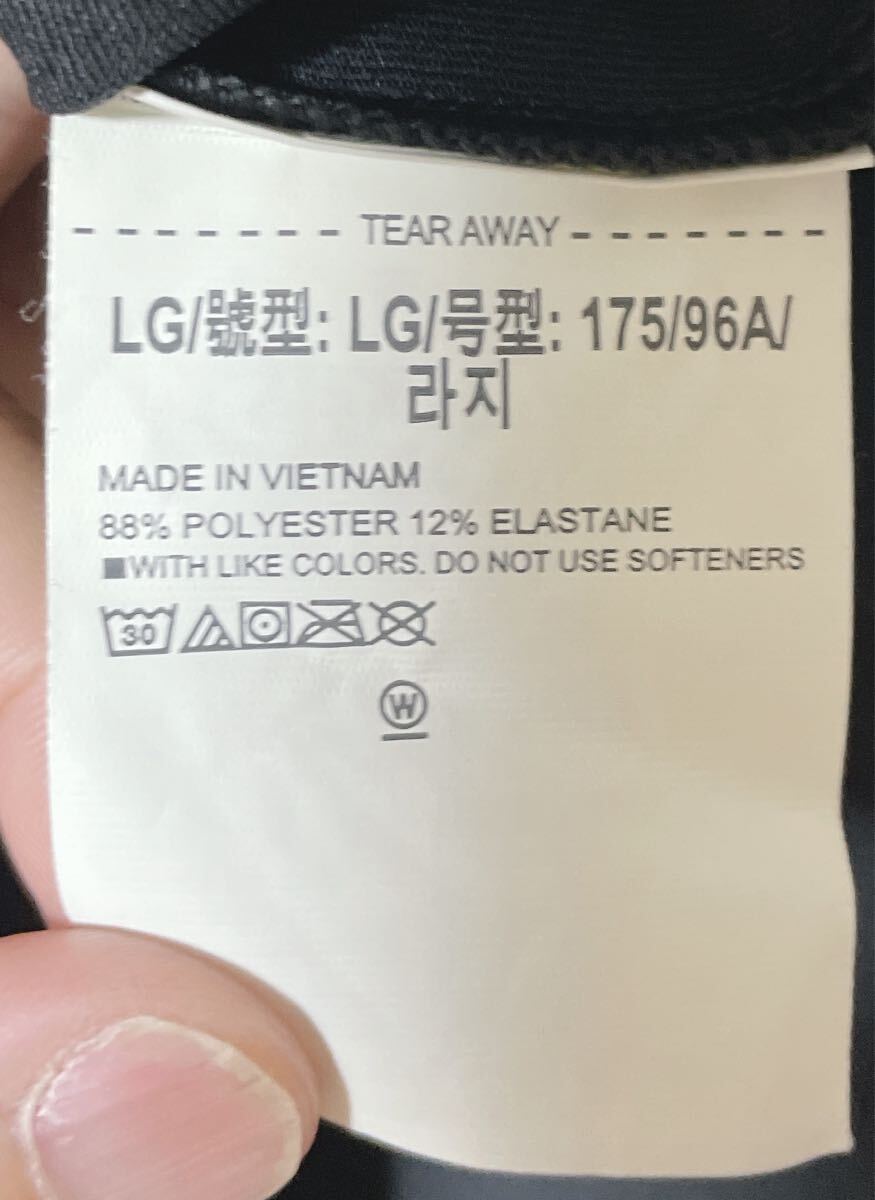 - - - - - - - TEAR AWAY - - - - - - -
LG/號型: LG/号型: 175/96A/
라지
MADE IN VIETNAM
88% POLYESTER 12% ELASTANE
■WITH LIKE COLORS. DO NOT USE SOFTENERS
30
W